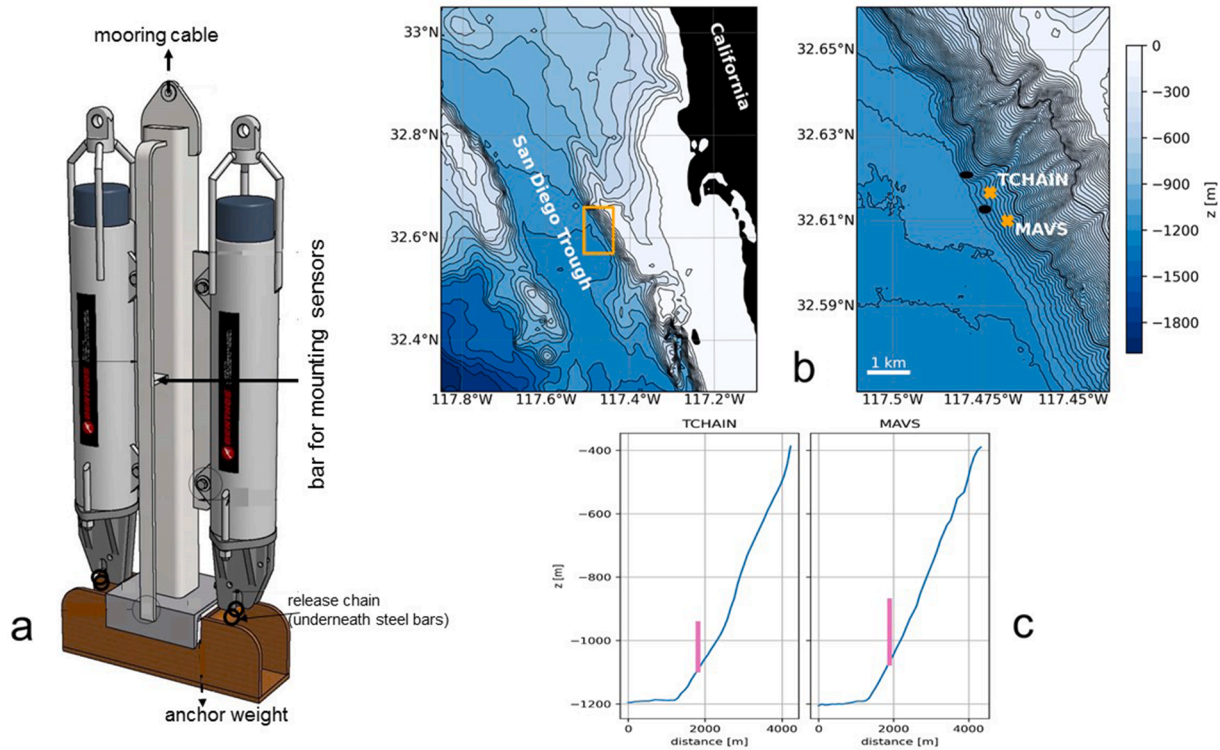 mooring cable
bar for mounting sensors
release chain
(underneath steel bars)
anchor weight
a
33°N
32.8°N
32.6°N
32.4°N
117.8°W
117.6°W
117.4°W
117.2°W
California
San Diego Trough
b
32.65°N
32.63°N
32.61°N
32.59°N
117.5°W
117.475°W
117.45°W
TCHAIN
MAVS
1 km
0
−300
−600
−900
−1200
−1500
−1800
z [m]
TCHAIN
MAVS
−400
−600
−800
−1000
−1200
z [m]
0
2000
4000
distance [m]
0
2000
4000
distance [m]
c